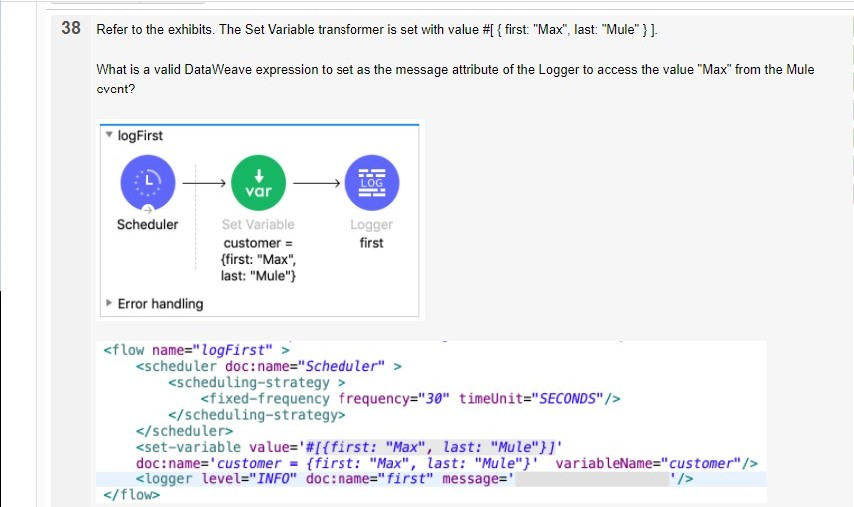 38 Refer to the exhibits. The Set Variable transformer is set with value #[ { first: "Max", last: "Mule" } ].
What is a valid DataWeave expression to set as the message attribute of the Logger to access the value "Max" from the Mule
event?
logFirst
var
LOG
Scheduler
Set Variable
Logger
customer =
{first: "Max",
last: "Mule"}
first
Error handling
<flow name="logFirst" >
<scheduler doc:name="Scheduler" >
<scheduling-strategy >
<fixed-frequency frequency="30" timeUnit="SECONDS"/>
</scheduling-strategy>
</scheduler>
<set-variable value='#[{first: "Max", last: "Mule"}]'
doc:name='customer = {first: "Max", last: "Mule"}' variableName="customer"/>
<logger level="INFO" doc:name="first" message=' '/>
</flow>